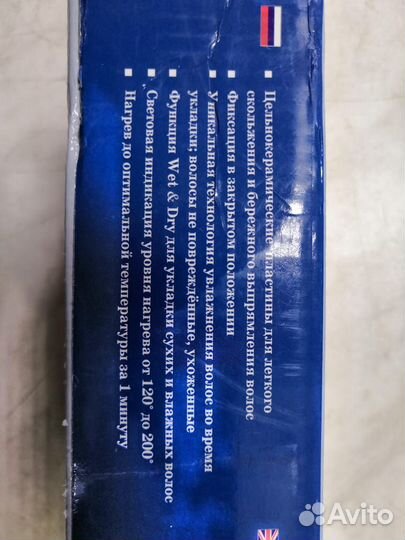 ▪ Цельнокерамические пластины для легкого
скольжения и бережного выпрямления волос
▪ Фиксация в закрытом положении
▪ Уникальная технология увлажнения волос во время
укладки; волосы не повреждённые, ухоженные
▪ Функция Wet & Dry для укладки сухих и влажных волос
▪ Световая индикация уровня нагрева от 120° до 200°
▪ Нагрев до оптимальной температуры за 1 минуту
Avito